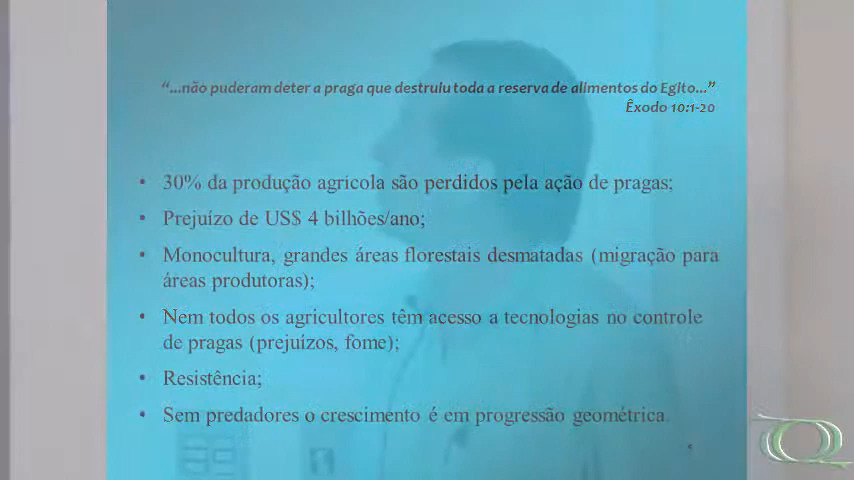 “...não puderam deter a praga que destruiu toda a reserva de alimentos do Egito...”
Êxodo 10:1-20
• 30% da produção agrícola são perdidos pela ação de pragas;
• Prejuízo de US$ 4 bilhões/ano;
• Monocultura, grandes áreas florestais desmatadas (migração para
áreas produtoras);
• Nem todos os agricultores têm acesso a tecnologias no controle
de pragas (prejuízos, fome);
• Resistência;
• Sem predadores o crescimento é em progressão geométrica.